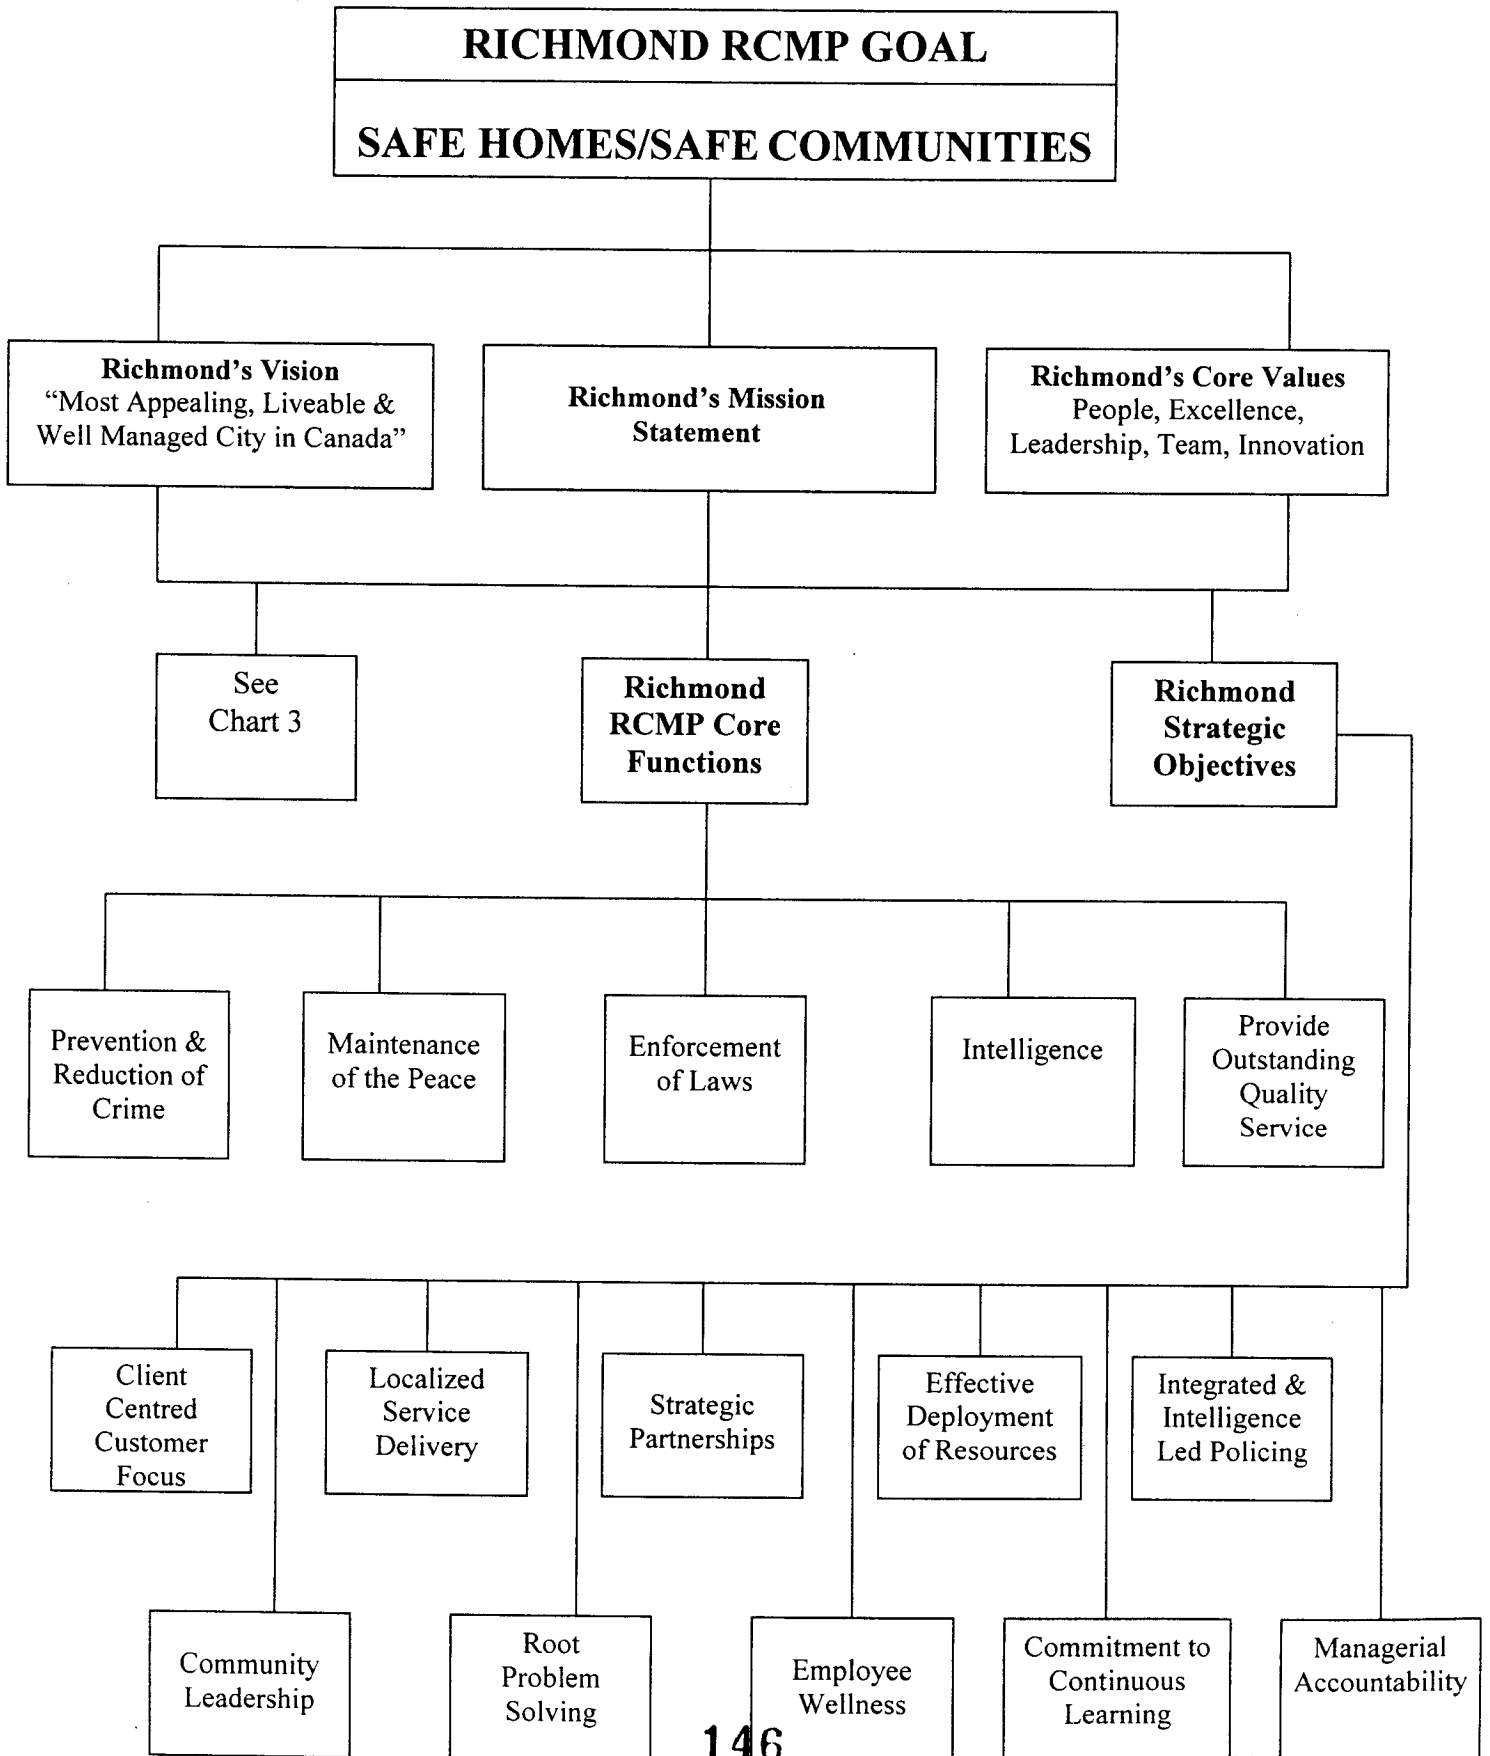 RICHMOND RCMP GOAL
SAFE HOMES/SAFE COMMUNITIES
Richmond's Vision
“Most Appealing, Liveable &
Well Managed City in Canada”
Richmond's Mission
Statement
Richmond's Core Values
People, Excellence,
Leadership, Team, Innovation
See
Chart 3
Richmond
RCMP Core
Functions
Richmond
Strategic
Objectives
Prevention &
Reduction of
Crime
Maintenance
of the Peace
Enforcement
of Laws
Intelligence
Provide
Outstanding
Quality
Service
Client
Centred
Customer
Focus
Localized
Service
Delivery
Strategic
Partnerships
Effective
Deployment
of Resources
Integrated &
Intelligence
Led Policing
Community
Leadership
Root
Problem
Solving
Employee
Wellness
Commitment to
Continuous
Learning
Managerial
Accountability
146